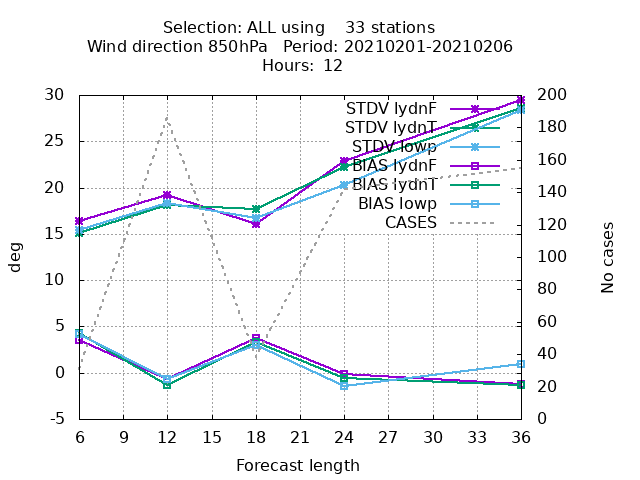 Selection: ALL using    33 stations
Wind direction 850hPa   Period: 20210201-20210206
Hours: 12
30
25
20
15
10
5
0
-5
deg
200
180
160
140
120
100
80
60
40
20
0
No cases
STDV lydnF
STDV lydnT
STDV lowp
BIAS lydnF
BIAS lydnT
BIAS lowp
CASES
6 9 12 15 18 21 24 27 30 33 36
Forecast length